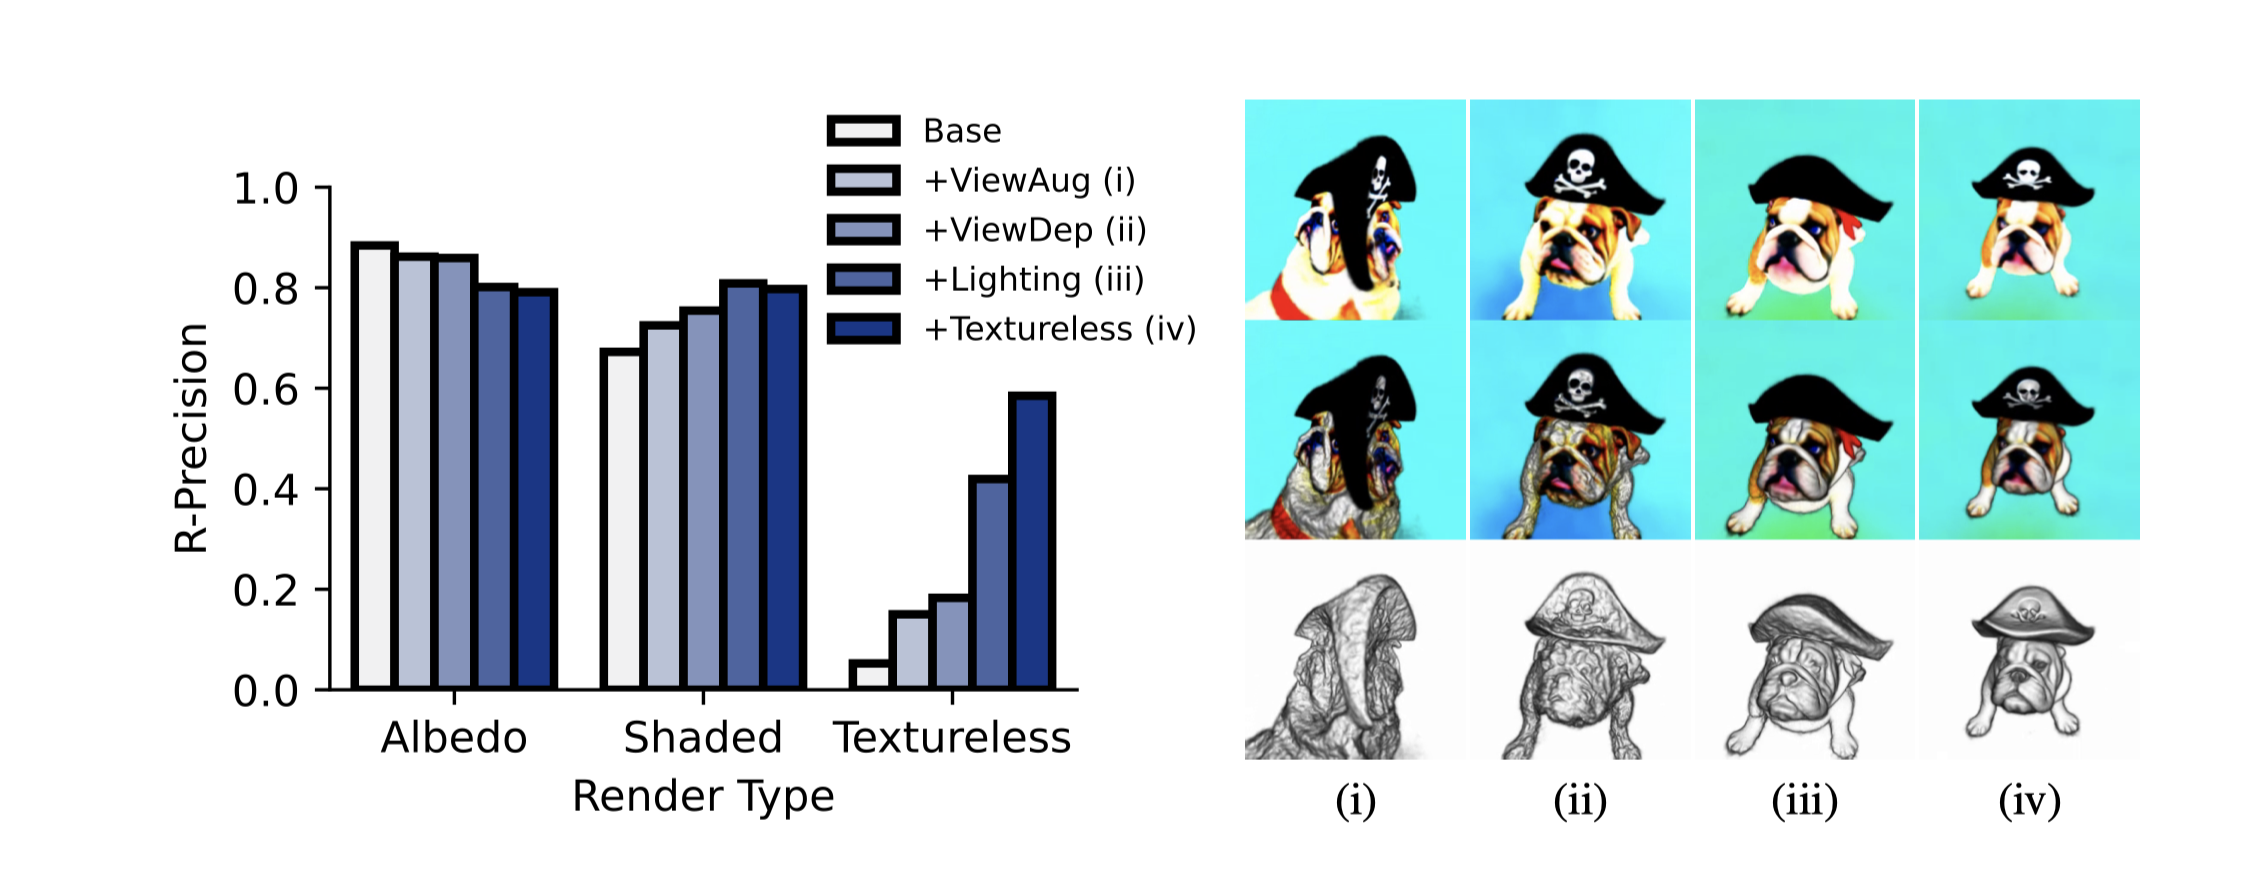 Base
+ViewAug (i)
+ViewDep (ii)
+Lighting (iii)
+Textureless (iv)
R-Precision
1.0
0.8
0.6
0.4
0.2
0.0
Albedo Shaded Textureless
Render Type
(i) (ii) (iii) (iv)